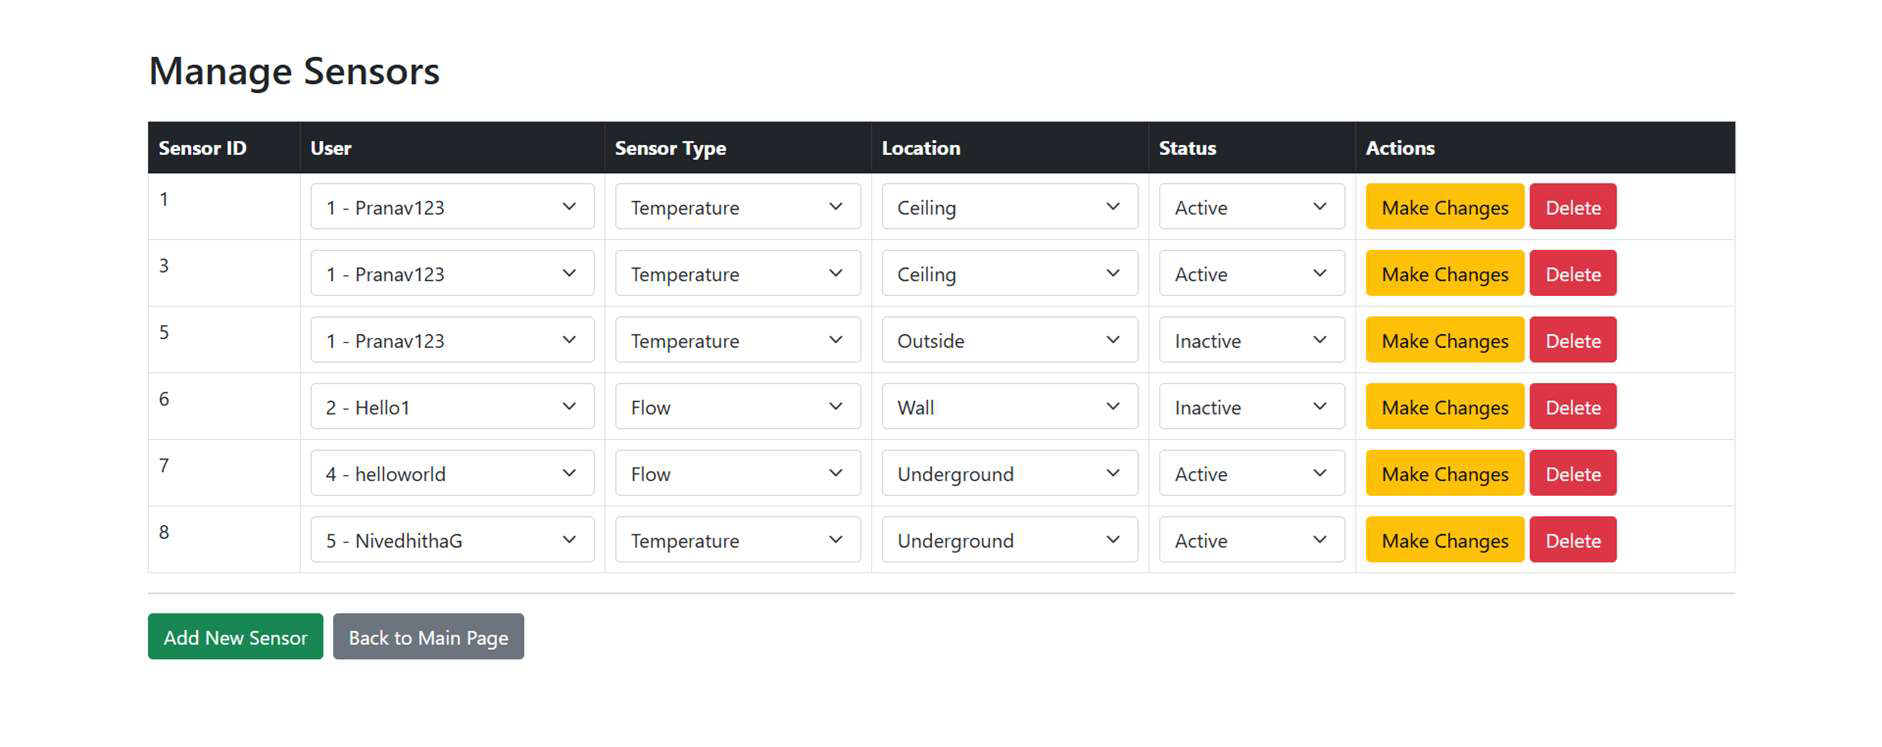 Manage Sensors
Sensor ID User Sensor Type Location Status Actions
1 1 - Pranav123 Temperature Ceiling Active Make Changes Delete
3 1 - Pranav123 Temperature Ceiling Active Make Changes Delete
5 1 - Pranav123 Temperature Outside Inactive Make Changes Delete
6 2 - Hello1 Flow Wall Inactive Make Changes Delete
7 4 - helloworld Flow Underground Active Make Changes Delete
8 5 - NivedhithaG Temperature Underground Active Make Changes Delete
Add New Sensor Back to Main Page